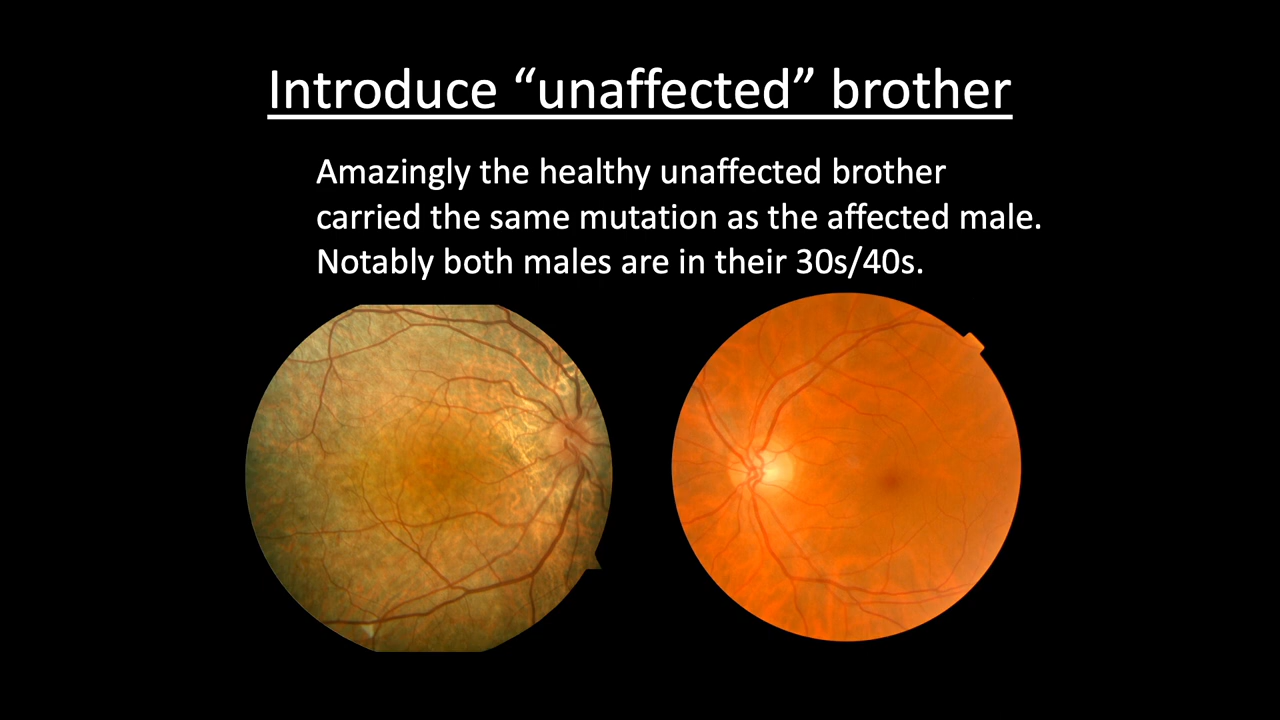 Introduce “unaffected” brother
Amazingly the healthy unaffected brother
carried the same mutation as the affected male.
Notably both males are in their 30s/40s.